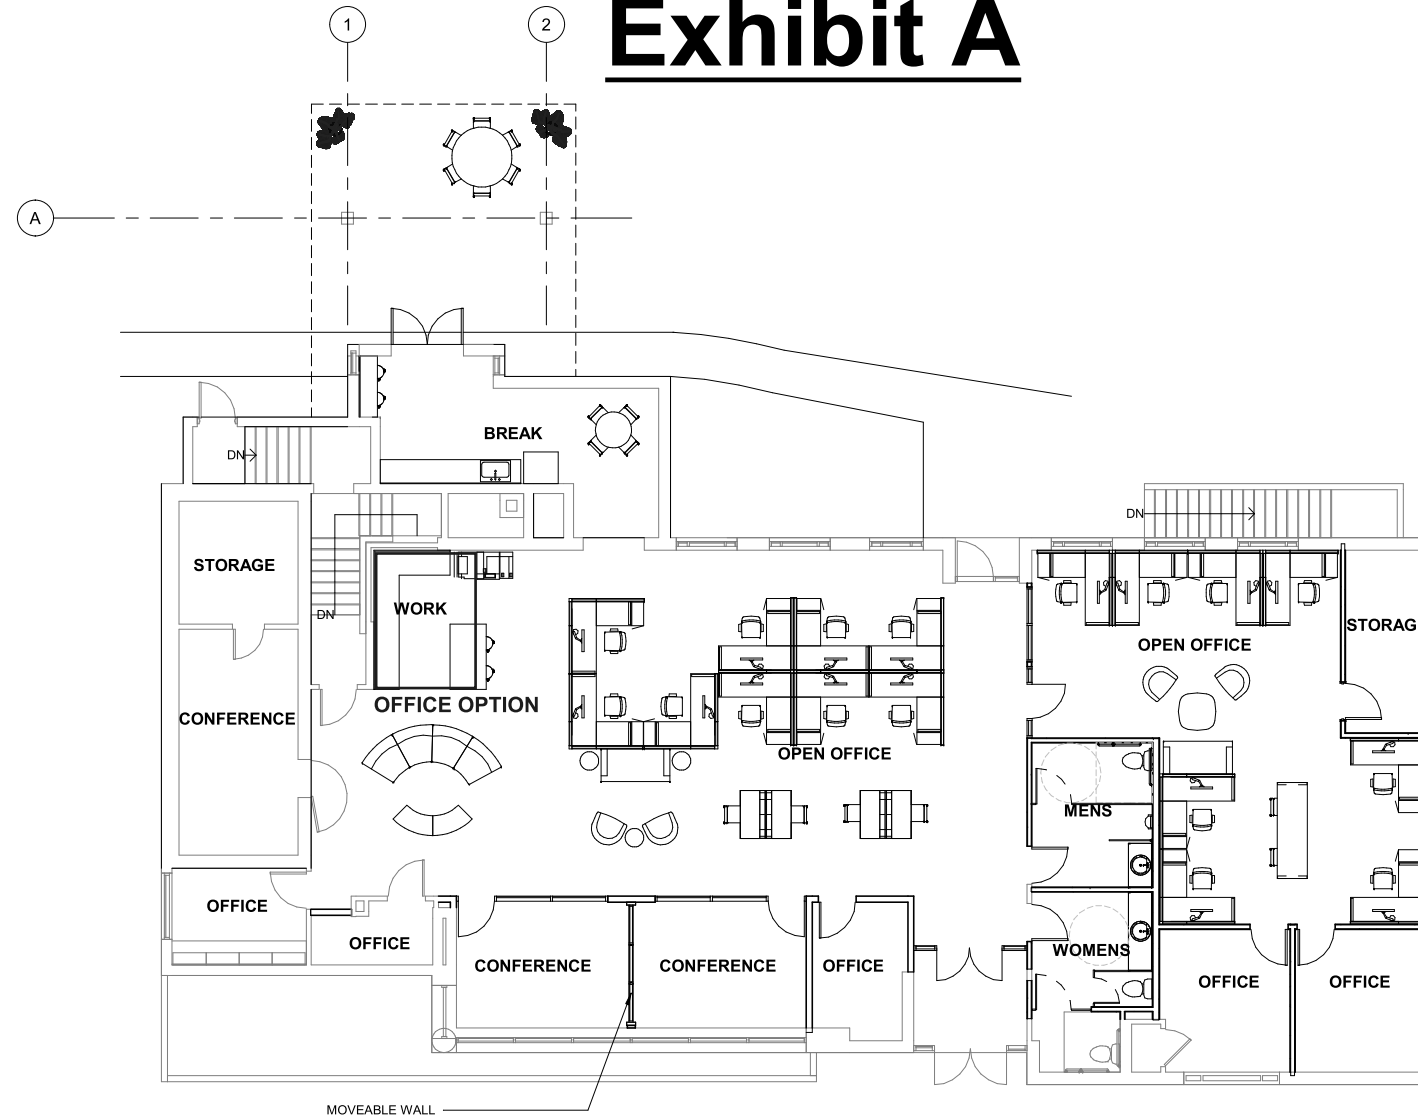 Exhibit A
1
2
A
BREAK
DN
DN
STORAGE
WORK
DN
STORAG
OPEN OFFICE
OFFICE OPTION
CONFERENCE
OPEN OFFICE
MENS
OFFICE
OFFICE
WOMENS
CONFERENCE
CONFERENCE
OFFICE
OFFICE
OFFICE
MOVEABLE WALL